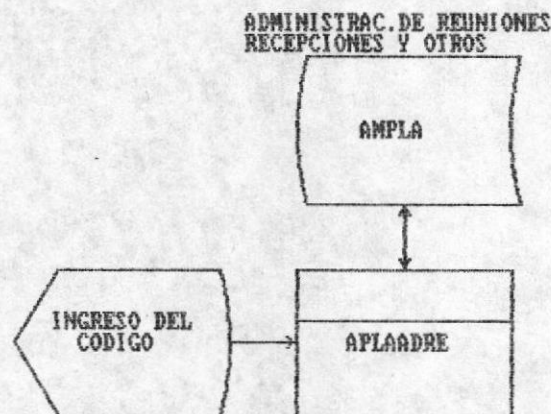 ADMINISTRAC.DE REUNIONES
RECEPCIONES Y OTROS
AMPLA
INGRESO DEL
CODIGO
APLAADRE